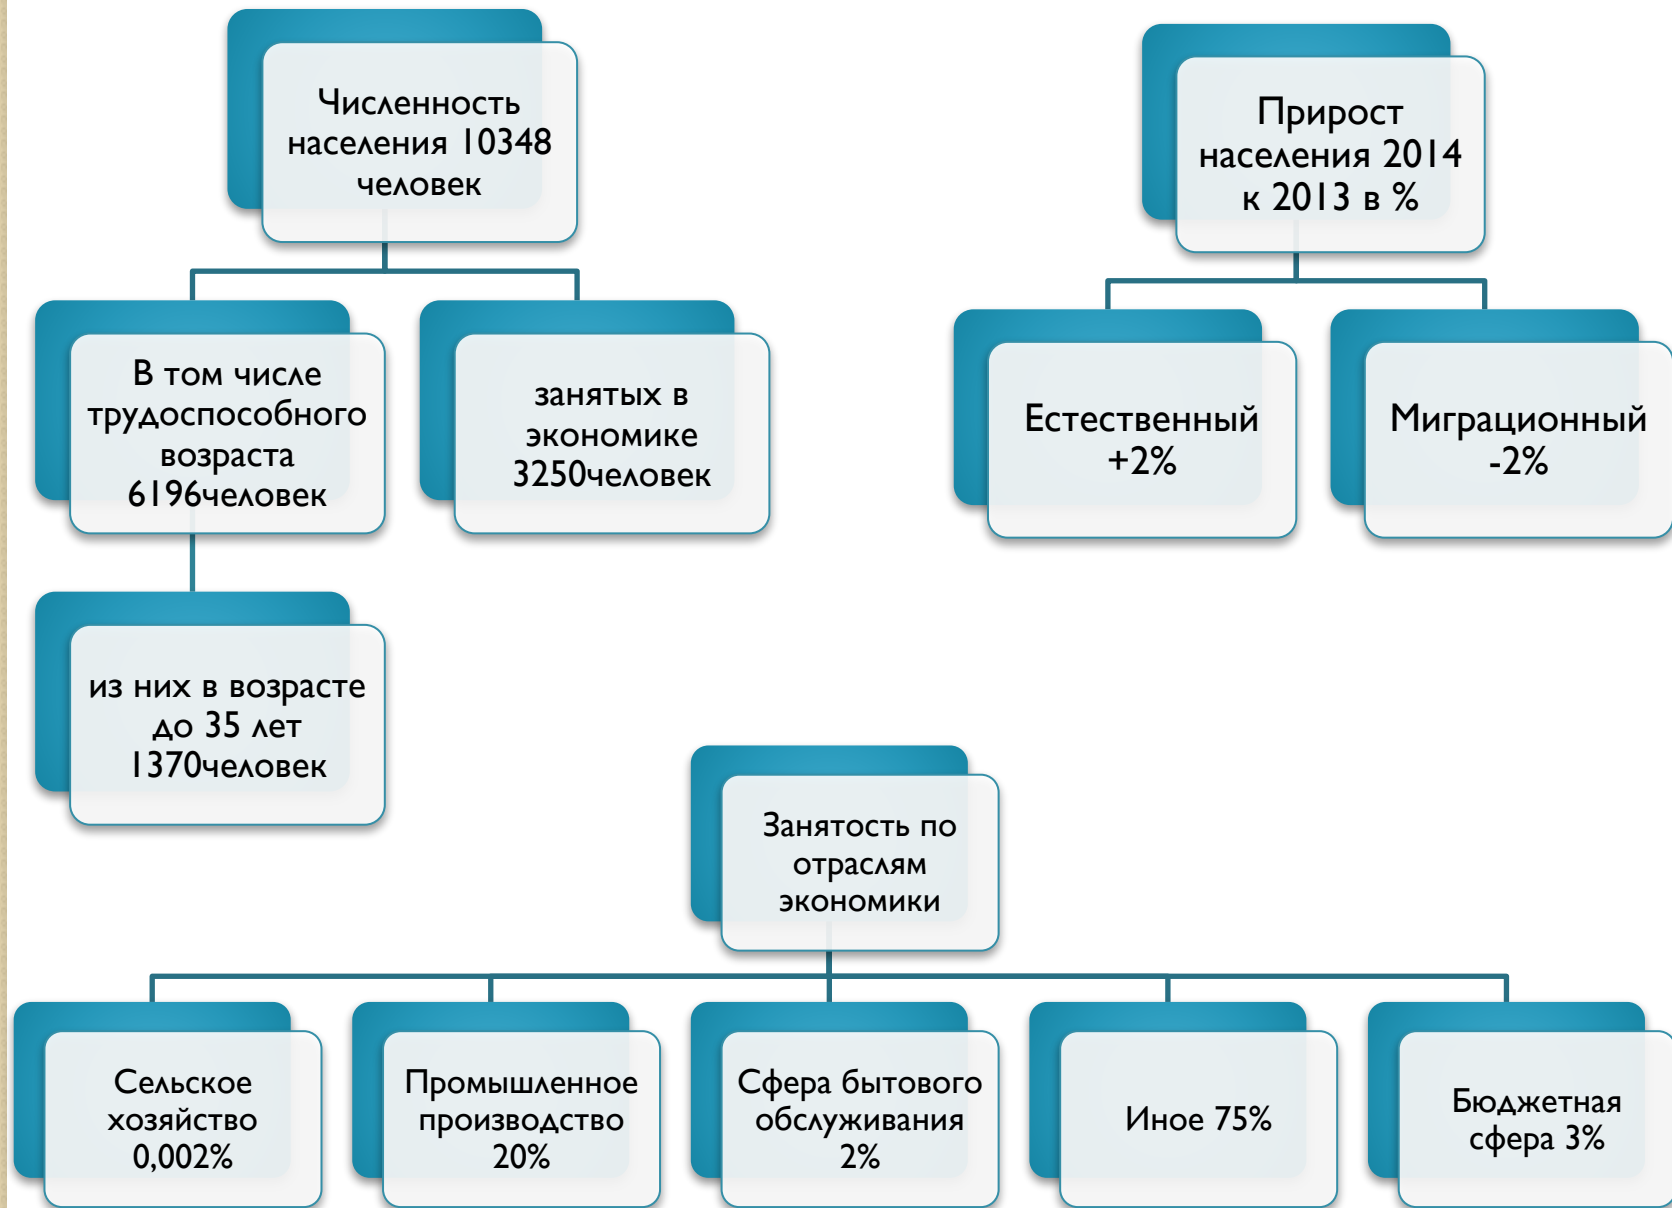 Численность
населения 10348
человек
В том числе
трудоспособного
возраста
6196человек
занятых в
экономике
3250человек
из них в возрасте
до 35 лет
1370человек
Прирост
населения 2014
к 2013 в %
Естественный
+2%
Миграционный
-2%
Занятость по
отраслям
экономики
Сельское
хозяйство
0,002%
Промышленное
производство
20%
Сфера бытового
обслуживания
2%
Иное 75%
Бюджетная
сфера 3%